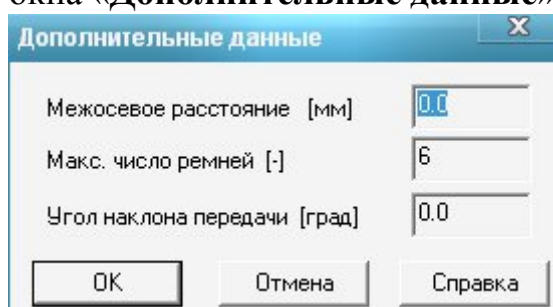 окна «Дополнительные данные»
Дополнительные данные
Межосевое расстояние [мм] 0.0
Макс. число ремней [-] 6
Угол наклона передачи [град] 0.0
OK Отмена Справка